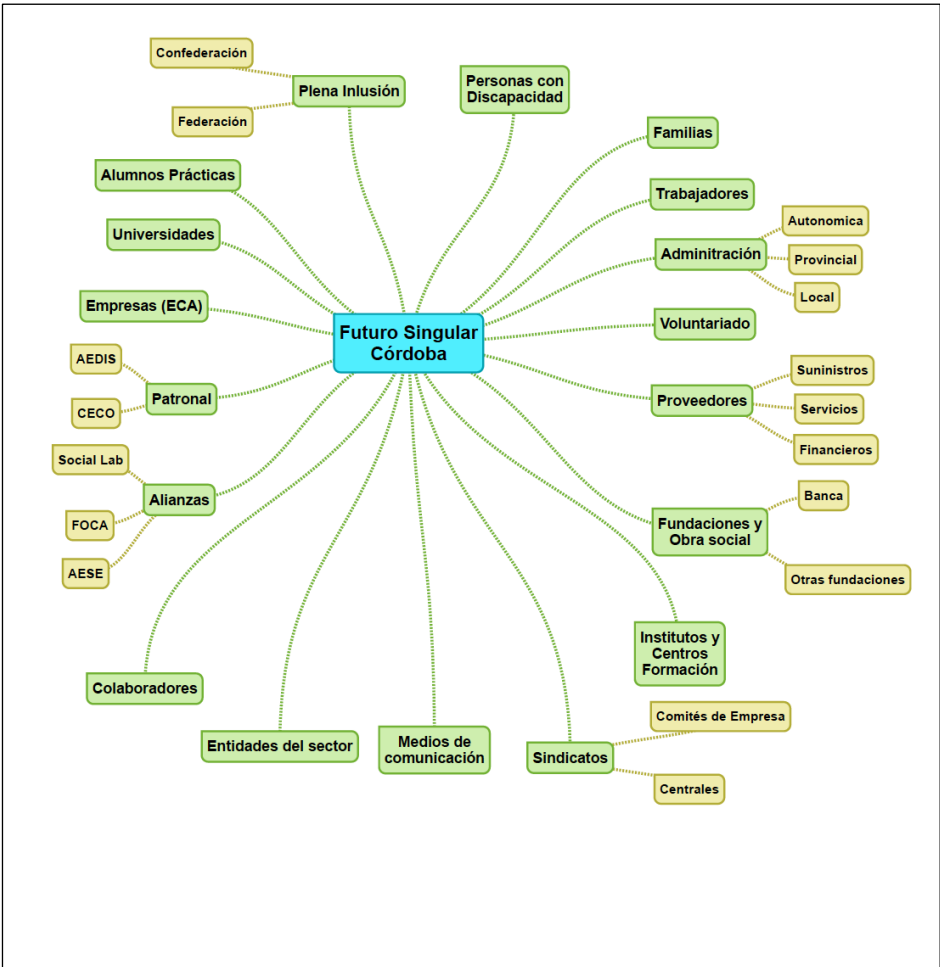 Confederación
Plena Inlusión
Federación
Personas con
Discapacidad
Familias
Alumnos Prácticas
Trabajadores
Universidades
Adminitración
Autonomica
Provincial
Local
Empresas (ECA)
Futuro Singular
Córdoba
Voluntariado
AEDIS
Patronal
CECO
Proveedores
Suninistros
Servicios
Financieros
Social Lab
Alianzas
FOCA
AESE
Fundaciones y
Obra social
Banca
Otras fundaciones
Institutos y
Centros
Formación
Colaboradores
Entidades del sector
Medios de
comunicación
Sindicatos
Comités de Empresa
Centrales